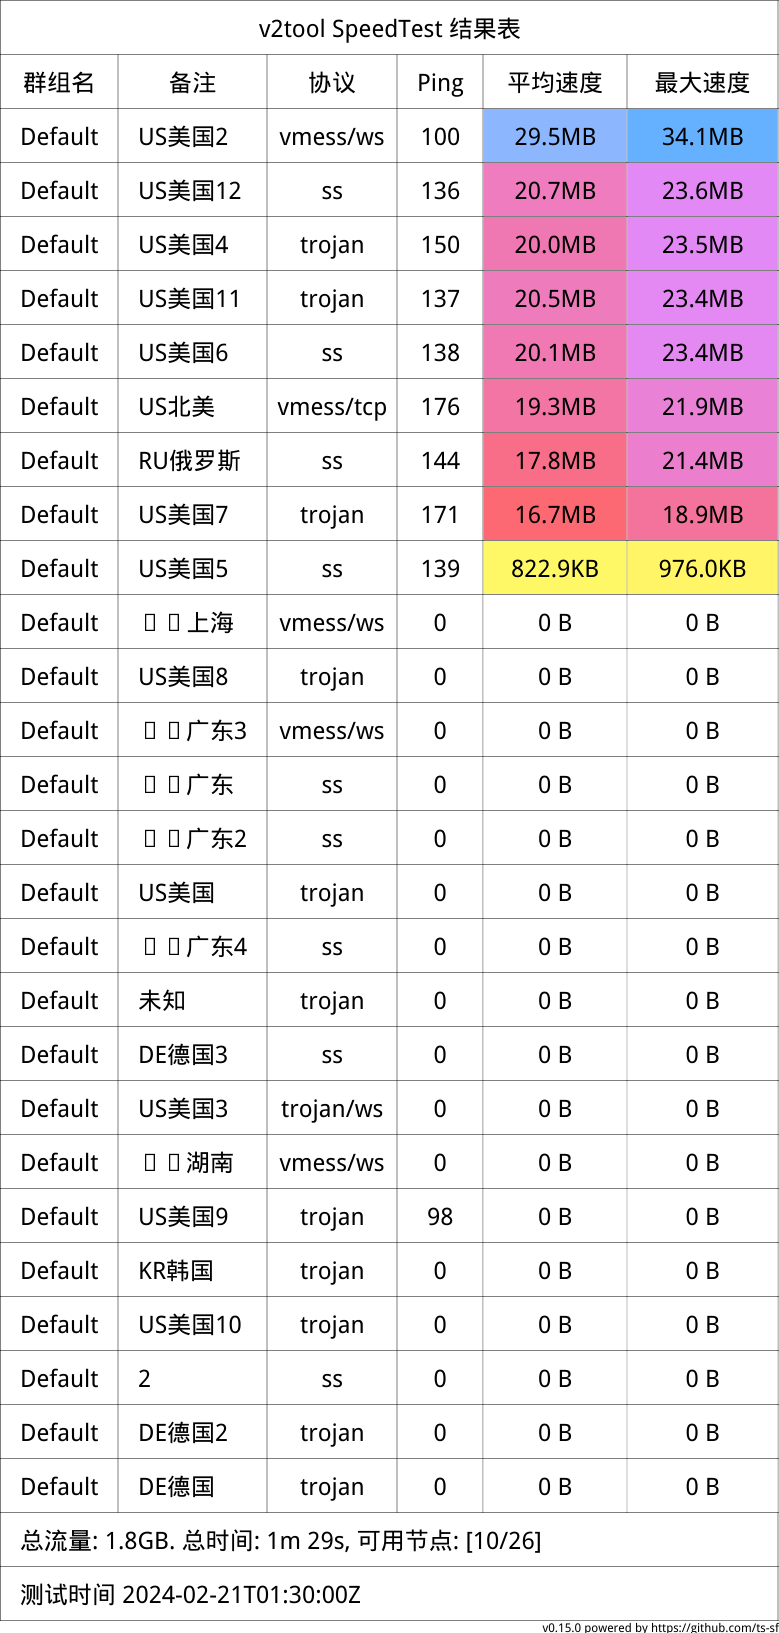 v2tool SpeedTest 结果表
群组名 备注 协议 Ping 平均速度 最大速度
Default US美国2 vmess/ws 100 29.5MB 34.1MB
Default US美国12 ss 136 20.7MB 23.6MB
Default US美国4 trojan 150 20.0MB 23.5MB
Default US美国11 trojan 137 20.5MB 23.4MB
Default US美国6 ss 138 20.1MB 23.4MB
Default US北美 vmess/tcp 176 19.3MB 21.9MB
Default RU俄罗斯 ss 144 17.8MB 21.4MB
Default US美国7 trojan 171 16.7MB 18.9MB
Default US美国5 ss 139 822.9KB 976.0KB
Default 上海 vmess/ws 0 0 B 0 B
Default US美国8 trojan 0 0 B 0 B
Default 广东3 vmess/ws 0 0 B 0 B
Default 广东 ss 0 0 B 0 B
Default 广东2 ss 0 0 B 0 B
Default US美国 trojan 0 0 B 0 B
Default 广东4 ss 0 0 B 0 B
Default 未知 trojan 0 0 B 0 B
Default DE德国3 ss 0 0 B 0 B
Default US美国3 trojan/ws 0 0 B 0 B
Default 湖南 vmess/ws 0 0 B 0 B
Default US美国9 trojan 98 0 B 0 B
Default KR韩国 trojan 0 0 B 0 B
Default US美国10 trojan 0 0 B 0 B
Default 2 ss 0 0 B 0 B
Default DE德国2 trojan 0 0 B 0 B
Default DE德国 trojan 0 0 B 0 B
总流量: 1.8GB. 总时间: 1m 29s, 可用节点: [10/26]
测试时间 2024-02-21T01:30:00Z
v0.15.0 powered by https://github.com/ts-sf